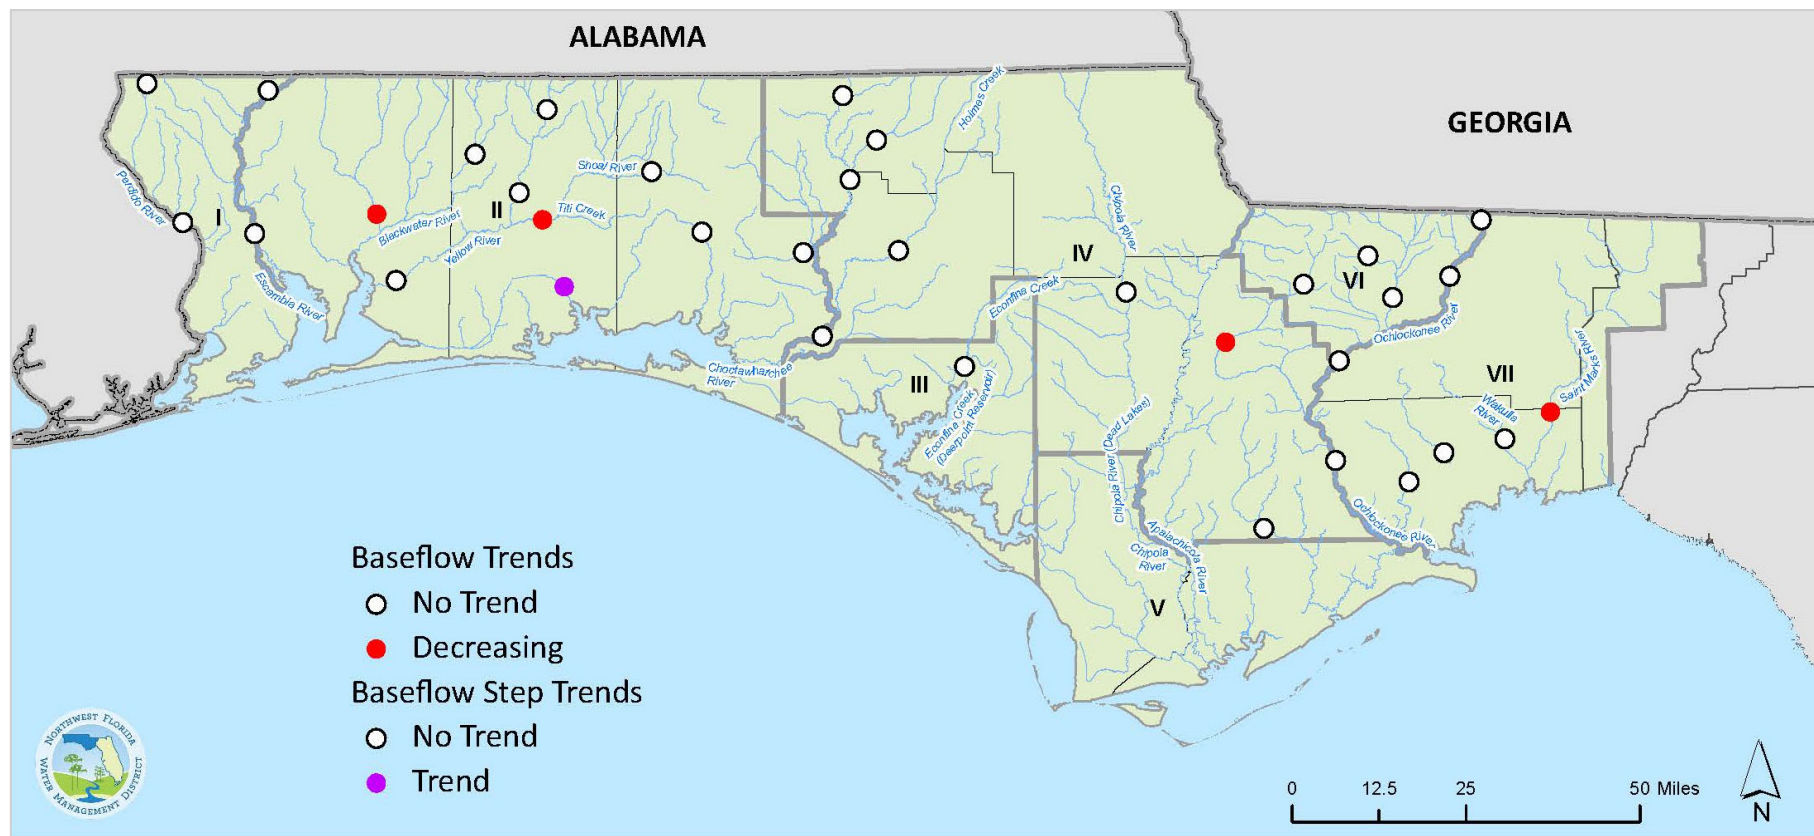 ALABAMA
GEORGIA
Holmes Creek
Perdido River
I
Shoal River
II
Titi Creek
Blackwater River
Yellow River
Chipola River
Escambia River
IV
VI
Econfina Creek
Ochlockonee River
Choctawhatchee
River
III
VII
Saint Marks River
Wakulla
River
Econfina Creek,
(Deerpoint Reservoir)
Chipola River (Dead Lakes)
Ochlockonee River
Apalachicola River
Chipola
River
V
Baseflow Trends
No Trend
Decreasing
Baseflow Step Trends
No Trend
Trend
NORTHWEST FLORIDA
WATER MANAGEMENT DISTRICT
0 12.5 25 50 Miles
N